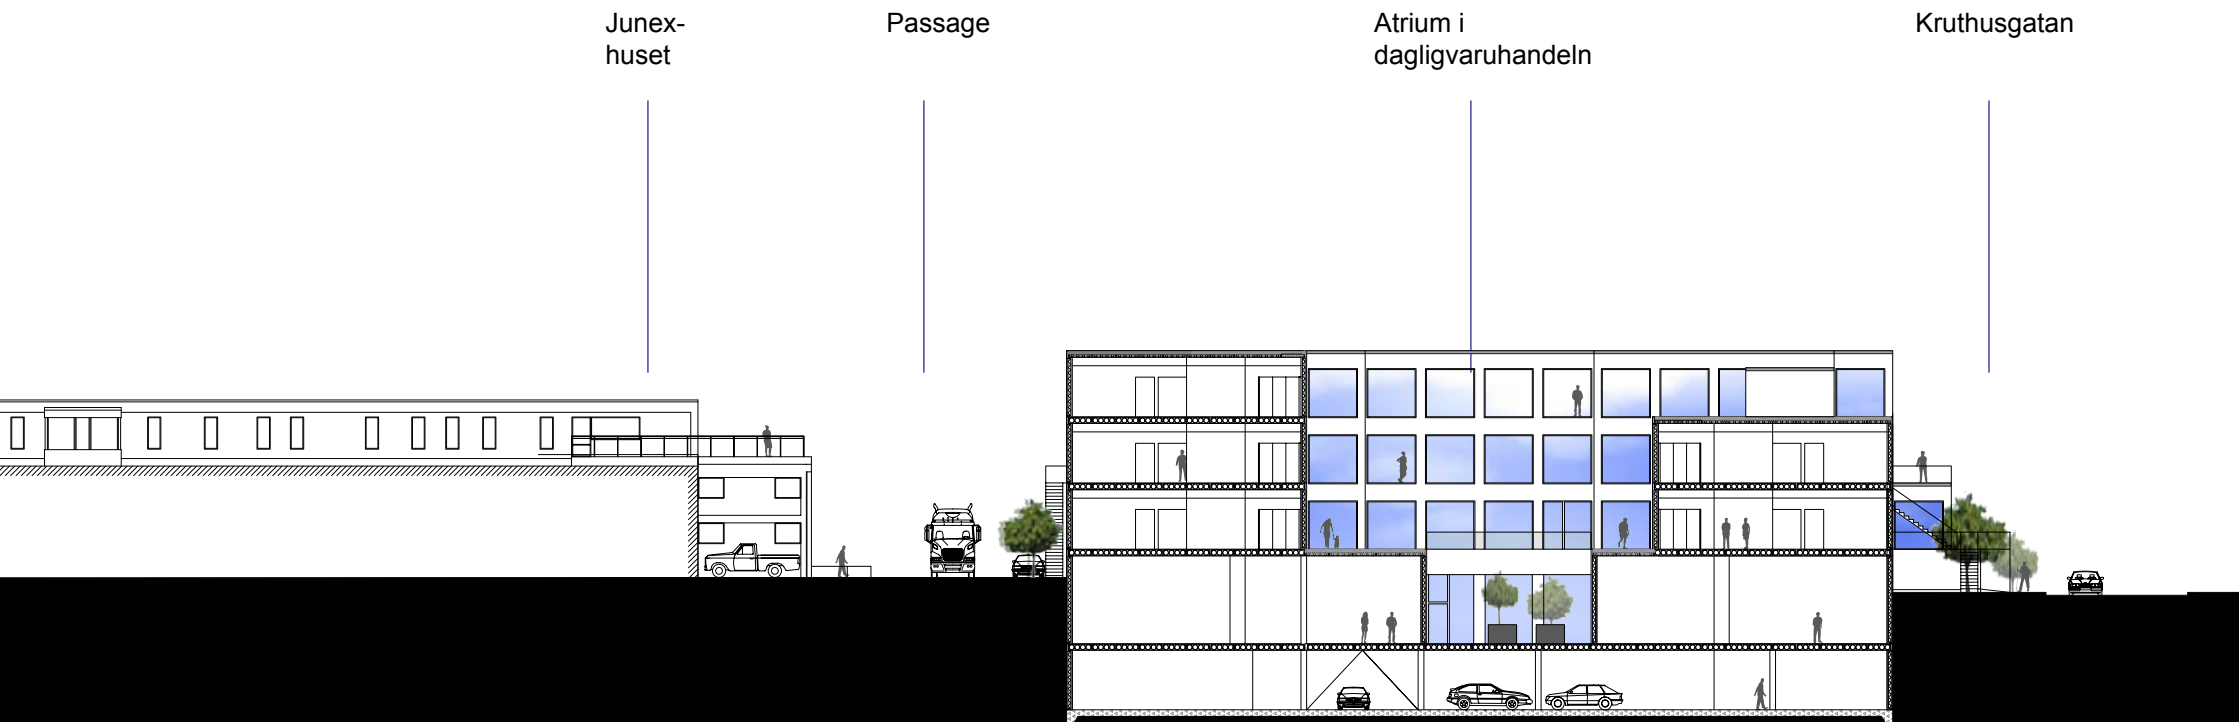 Junex-
huset
Passage
Atrium i
dagligvaruhandeln
Kruthusgatan